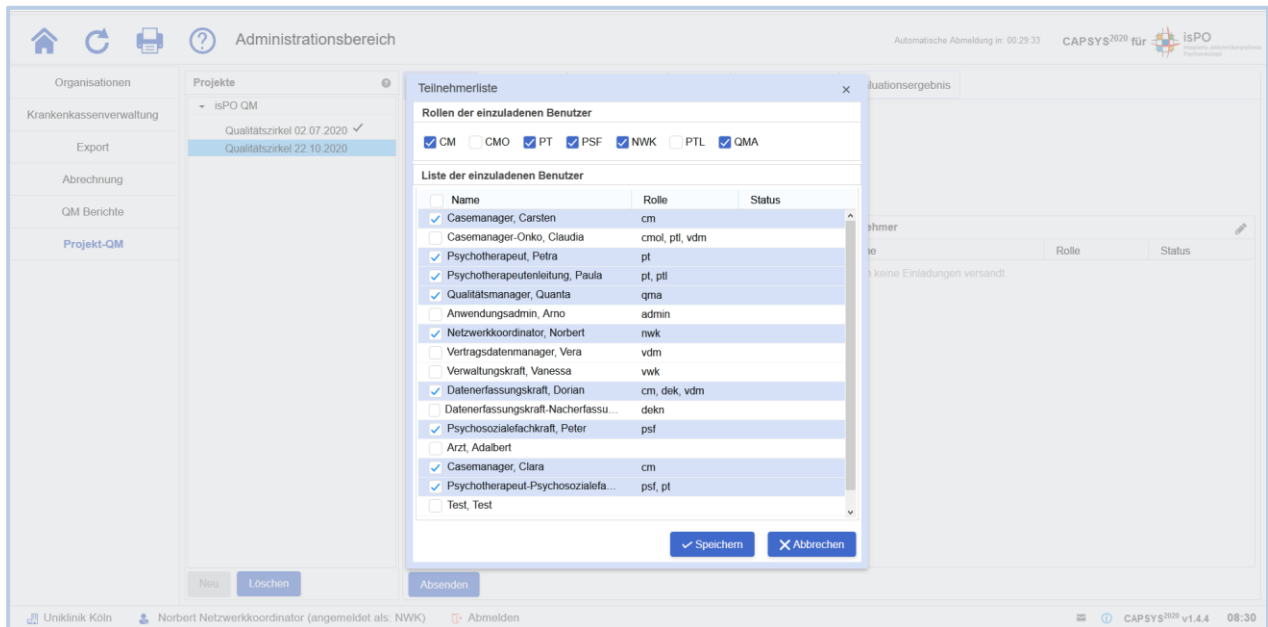 Administrationsbereich
Automatische Abmeldung in: 00:29:33
CAPSYS2020 für isPO
Organisationen
Krankenkassenverwaltung
Export
Abrechnung
QM Berichte
Projekt-QM
Projekte
isPO QM
Qualitätszirkel 02.07.2020
Qualitätszirkel 22.10.2020
luationsergebnis
Teilnehmerliste
Rollen der einzuladenen Benutzer
CM CMO PT PSF NWK PTL QMA
Liste der einzuladenen Benutzer
Name Rolle Status
Casemanager, Carsten cm
Casemanager-Onko, Claudia cmol, ptl, vdm
Psychotherapeut, Petra pt
Psychotherapeutenleitung, Paula pt, ptl
Qualitätsmanager, Quanta qma
Anwendungsadmin, Arno admin
Netzwerkkoordinator, Norbert nwk
Vertragsdatenmanager, Vera vdm
Verwaltungskraft, Vanessa vwk
Datenerfassungskraft, Dorian cm, dek, vdm
Datenerfassungskraft-Nacherfassu... dekn
Psychosozialefachkraft, Peter psf
Arzt, Adalbert
Casemanager, Clara cm
Psychotherapeut-Psychosozialefa... psf, pt
Test, Test
Speichern Abbrechen
ehmer
ne Rolle Status
n keine Einladungen versandt.
Neu Löschen Absenden
Uniklinik Köln Norbert Netzwerkkoordinator (angemeldet als: NWK) Abmelden
CAPSYS2020 v1.4.4 08:30